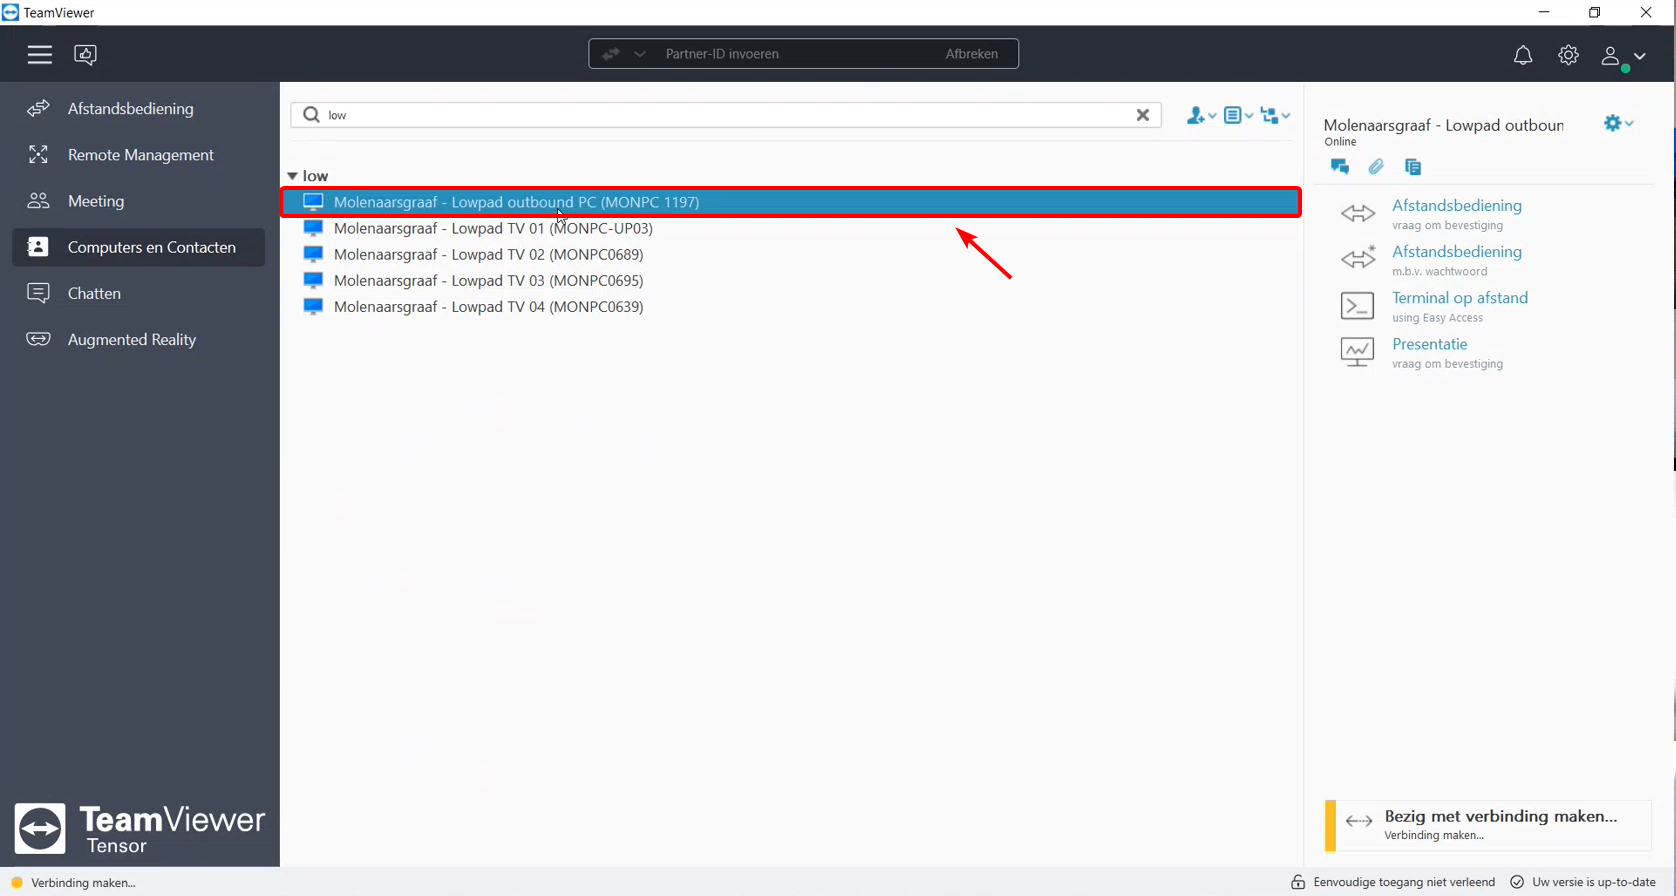 TeamViewer
Partner-ID invoeren
Afbreken
Afstandsbediening
Remote Management
Meeting
Computers en Contacten
Chatten
Augmented Reality
TeamViewer
Tensor
low
low
Molenaarsgraaf - Lowpad outbound PC (MONPC 1197)
Molenaarsgraaf - Lowpad TV 01 (MONPC-UP03)
Molenaarsgraaf - Lowpad TV 02 (MONPC0689)
Molenaarsgraaf - Lowpad TV 03 (MONPC0695)
Molenaarsgraaf - Lowpad TV 04 (MONPC0639)
Molenaarsgraaf - Lowpad outboun
Online
Afstandsbediening
vraag om bevestiging
Afstandsbediening
m.b.v. wachtwoord
Terminal op afstand
using Easy Access
Presentatie
vraag om bevestiging
Bezig met verbinding maken...
Verbinding maken...
Verbinding maken...
Eenvoudige toegang niet verleend
Uw versie is up-to-date